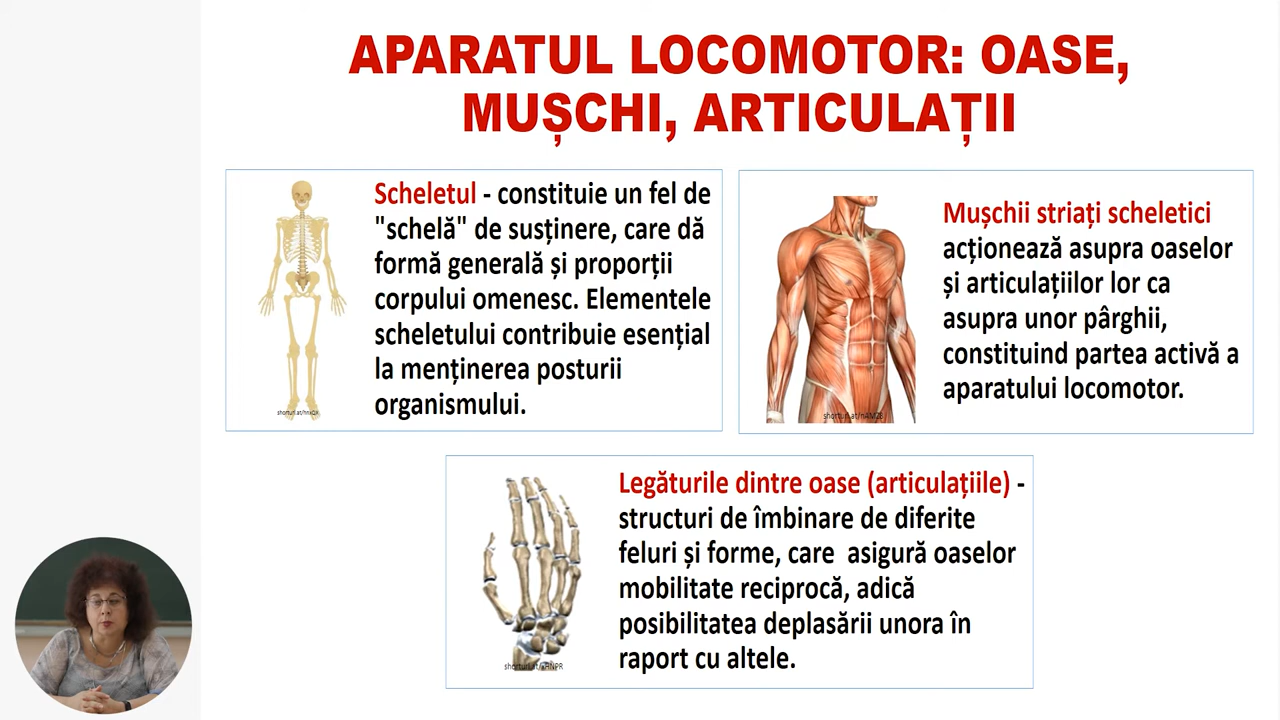 APARATUL LOCOMOTOR: OASE,
MUȘCHI, ARTICULAȚII
Scheletul - constituie un fel de
"schelă" de susținere, care dă
formă generală și proporții
corpului omenesc. Elementele
scheletului contribuie esențial
la menținerea posturii
organismului.
Mușchii striați scheletici
acționează asupra oaselor
și articulațiilor lor ca
asupra unor pârghii,
constituind partea activă a
aparatului locomotor.
Legăturile dintre oase (articulațiile) -
structuri de îmbinare de diferite
feluri și forme, care asigură oaselor
mobilitate reciprocă, adică
posibilitatea deplasării unora în
raport cu altele.